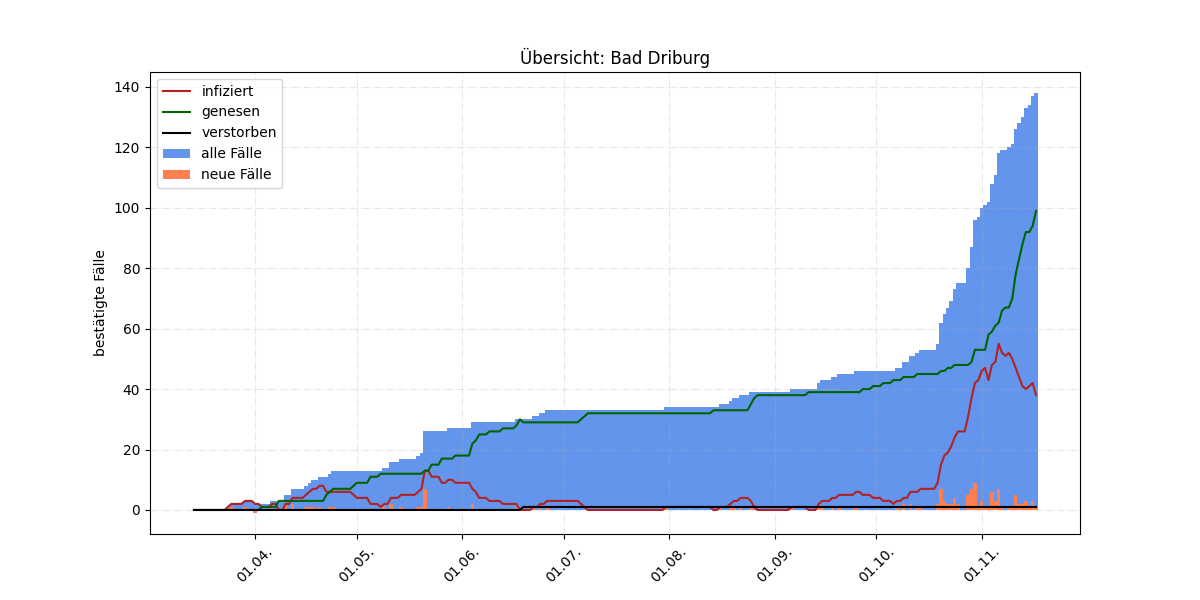 Übersicht: Bad Driburg
infiziert
genesen
verstorben
alle Fälle
neue Fälle
bestätigte Fälle
140
120
100
80
60
40
20
0
01.04.
01.05.
01.06.
01.07.
01.08.
01.09.
01.10.
01.11.